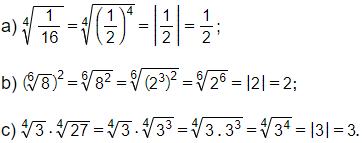 a) ⁴√(1/16) = ⁴√((1/2)⁴) = |1/2| = 1/2 ;
b) (⁶√8)² = ⁶√(8²) = ⁶√((2³)²) = ⁶√(2⁶) = |2| = 2;
c) ⁴√3 · ⁴√27 = ⁴√3 · ⁴√(3³) = ⁴√(3 . 3³) = ⁴√(3⁴) = |3| = 3.